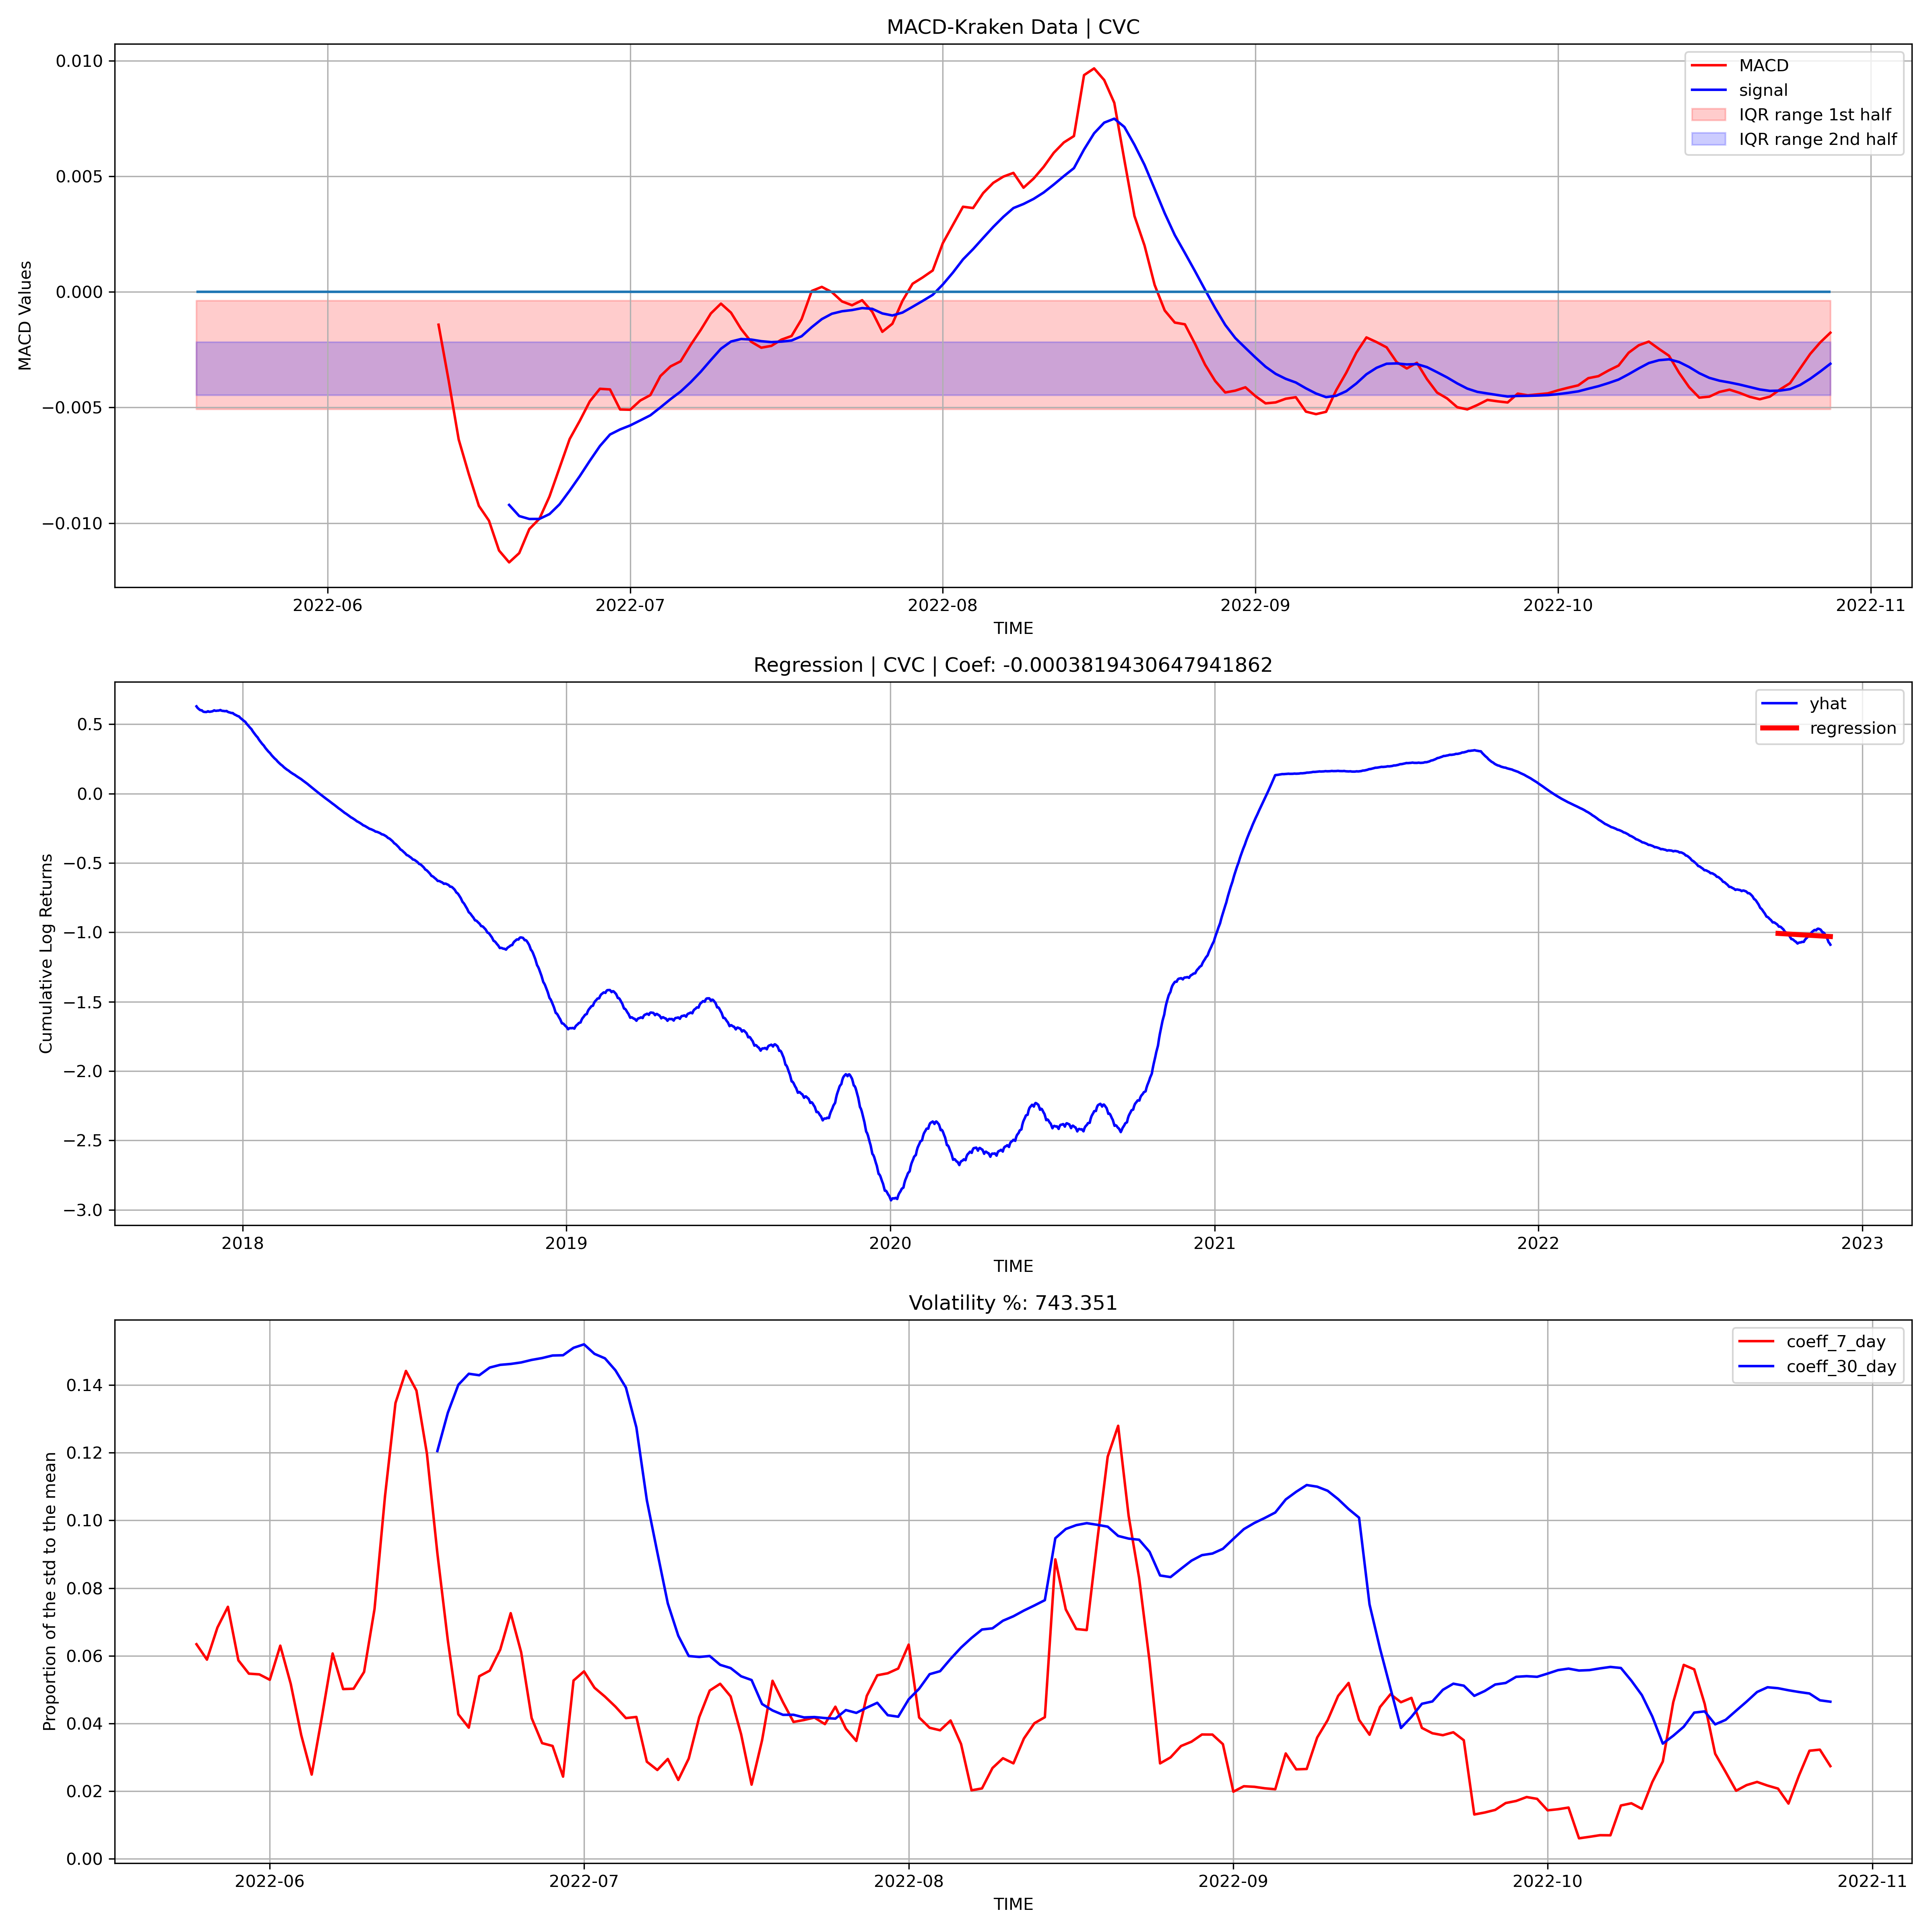 MACD-Kraken Data | CVC
MACD
signal
IQR range 1st half
IQR range 2nd half
MACD Values
0.010
0.005
0.000
−0.005
−0.010
2022-06 2022-07 2022-08 2022-09 2022-10 2022-11
TIME
Regression | CVC | Coef: -0.0003819430647941862
yhat
regression
Cumulative Log Returns
0.5
0.0
−0.5
−1.0
−1.5
−2.0
−2.5
−3.0
2018 2019 2020 2021 2022 2023
TIME
Volatility %: 743.351
coeff_7_day
coeff_30_day
Proportion of the std to the mean
0.14
0.12
0.10
0.08
0.06
0.04
0.02
0.00
2022-06 2022-07 2022-08 2022-09 2022-10 2022-11
TIME